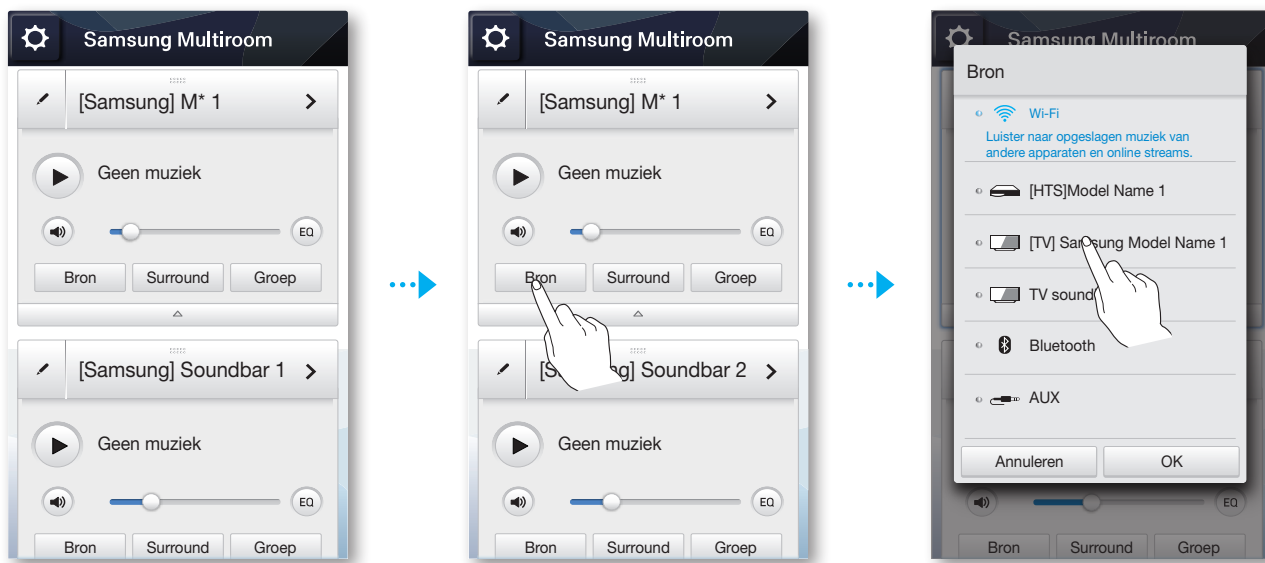 Samsung Multiroom
[Samsung] M* 1
Geen muziek
EQ
Bron Surround Groep
[Samsung] Soundbar 1
Geen muziek
EQ
Bron Surround Groep
Samsung Multiroom
[Samsung] M* 1
Geen muziek
EQ
Bron Surround Groep
Soundbar 2
Geen muziek
EQ
Bron Surround Groep
Samsung Multiroom
Bron
Wi-Fi
Luister naar opgeslagen muziek van
andere apparaten en online streams.
[HTS]Model Name 1
[TV] Samsung Model Name 1
TV sound
Bluetooth
AUX
Annuleren OK
EQ
Bron Surround Groep